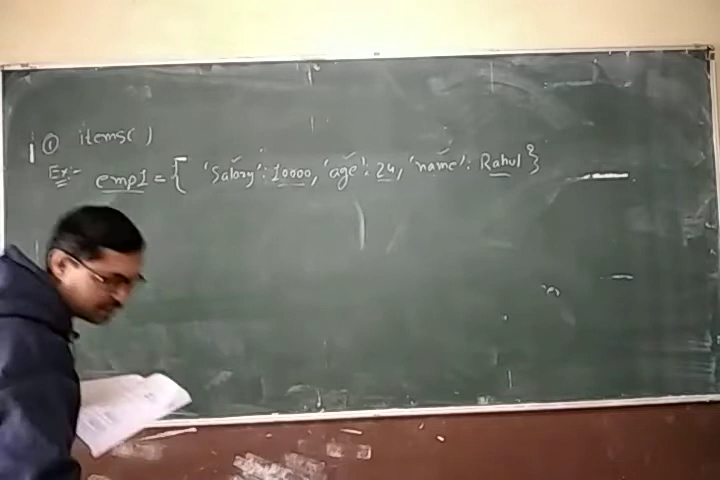 ① items()
Ex:- emp1 = { 'Salary': 10000, 'age': 24, 'name': Rahul }